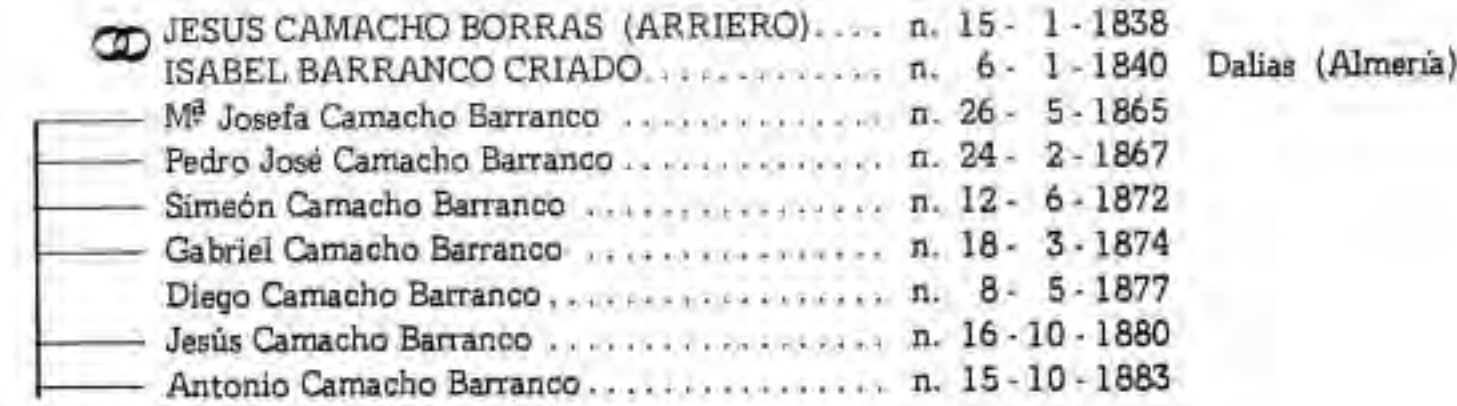 JESUS CAMACHO BORRAS (ARRIERO).... n. 15 - 1 - 1838
ISABEL BARRANCO CRIADO............. n. 6 - 1 - 1840 Dalias (Almería)
Mª Josefa Camacho Barranco .............. n. 26 - 5 - 1865
Pedro José Camacho Barranco.............. n. 24 - 2 - 1867
Simeón Camacho Barranco ................ n. 12 - 6 - 1872
Gabriel Camacho Barranco ................ n. 18 - 3 - 1874
Diego Camacho Barranco.................. n. 8 - 5 - 1877
Jesús Camacho Barranco .................. n. 16 - 10 - 1880
Antonio Camacho Barranco................ n. 15 - 10 - 1883